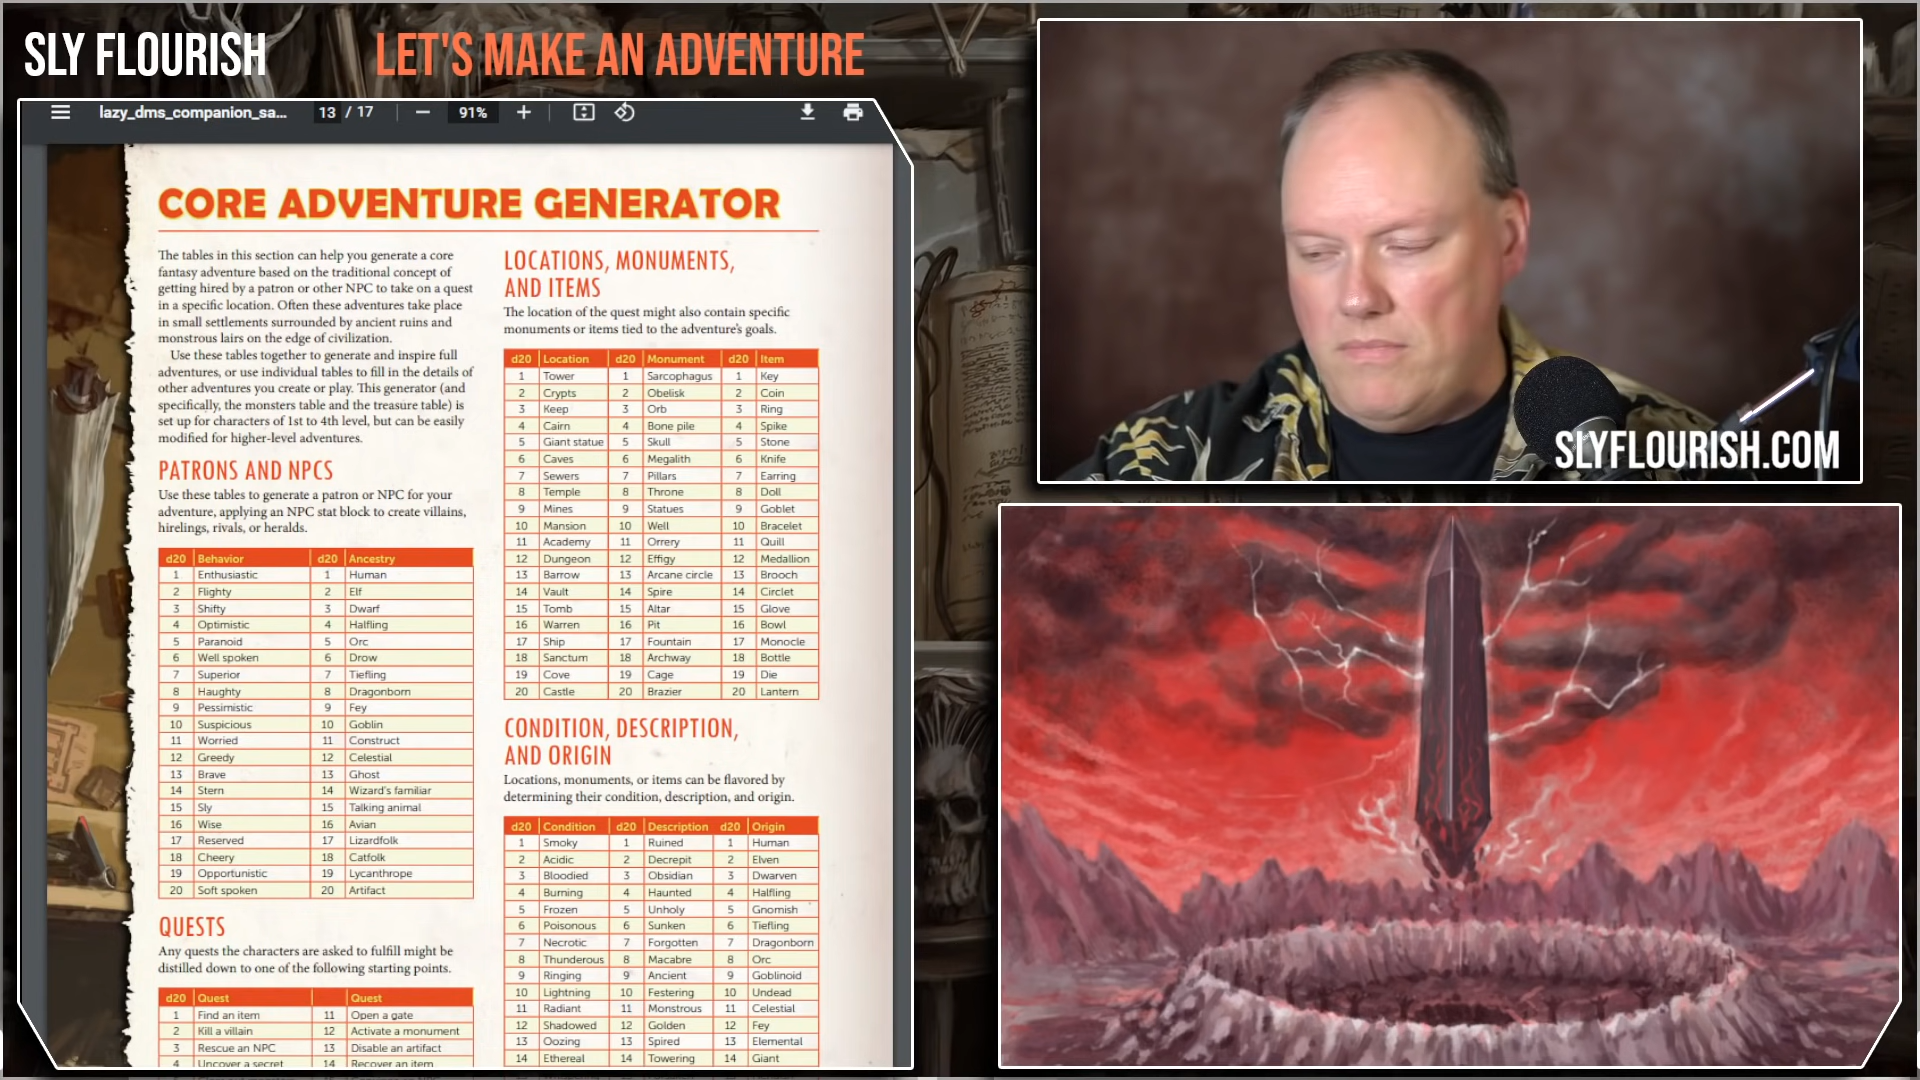 SLY FLOURISH
LET'S MAKE AN ADVENTURE
lazy_dms_companion_sa...
13 / 17
91%
CORE ADVENTURE GENERATOR
The tables in this section can help you generate a core
fantasy adventure based on the traditional concept of
getting hired by a patron or other NPC to take on a quest
in a specific location. Often these adventures take place
in small settlements surrounded by ancient ruins and
monstrous lairs on the edge of civilization.
Use these tables together to generate and inspire full
adventures, or use individual tables to fill in the details of
other adventures you create or play. This generator (and
specifically, the monsters table and the treasure table) is
set up for characters of 1st to 4th level, but can be easily
modified for higher-level adventures.
PATRONS AND NPCS
Use these tables to generate a patron or NPC for your
adventure, applying an NPC stat block to create villains,
hirelings, rivals, or heralds.
d20 Behavior d20 Ancestry
1 Enthusiastic 1 Human
2 Flighty 2 Elf
3 Shifty 3 Dwarf
4 Optimistic 4 Halfling
5 Paranoid 5 Orc
6 Well spoken 6 Drow
7 Superior 7 Tiefling
8 Haughty 8 Dragonborn
9 Pessimistic 9 Fey
10 Suspicious 10 Goblin
11 Worried 11 Construct
12 Greedy 12 Celestial
13 Brave 13 Ghost
14 Stern 14 Wizard's familiar
15 Sly 15 Talking animal
16 Wise 16 Avian
17 Reserved 17 Lizardfolk
18 Cheery 18 Catfolk
19 Opportunistic 19 Lycanthrope
20 Soft spoken 20 Artifact
QUESTS
Any quests the characters are asked to fulfill might be
distilled down to one of the following starting points.
d20 Quest Quest
1 Find an item 11 Open a gate
2 Kill a villain 12 Activate a monument
3 Rescue an NPC 13 Disable an artifact
4 Uncover a secret 14 Recover an item
LOCATIONS, MONUMENTS,
AND ITEMS
The location of the quest might also contain specific
monuments or items tied to the adventure's goals.
d20 Location d20 Monument d20 Item
1 Tower 1 Sarcophagus 1 Key
2 Crypts 2 Obelisk 2 Coin
3 Keep 3 Orb 3 Ring
4 Cairn 4 Bone pile 4 Spike
5 Giant statue 5 Skull 5 Stone
6 Caves 6 Megalith 6 Knife
7 Sewers 7 Pillars 7 Earring
8 Temple 8 Throne 8 Doll
9 Mines 9 Statues 9 Goblet
10 Mansion 10 Well 10 Bracelet
11 Academy 11 Orrery 11 Quill
12 Dungeon 12 Effigy 12 Medallion
13 Barrow 13 Arcane circle 13 Brooch
14 Vault 14 Spire 14 Circlet
15 Tomb 15 Altar 15 Glove
16 Warren 16 Pit 16 Bowl
17 Ship 17 Fountain 17 Monocle
18 Sanctum 18 Archway 18 Bottle
19 Cove 19 Cage 19 Die
20 Castle 20 Brazier 20 Lantern
CONDITION, DESCRIPTION,
AND ORIGIN
Locations, monuments, or items can be flavored by
determining their condition, description, and origin.
d20 Condition d20 Description d20 Origin
1 Smoky 1 Ruined 1 Human
2 Acidic 2 Decrepit 2 Elven
3 Bloodied 3 Obsidian 3 Dwarven
4 Burning 4 Haunted 4 Halfling
5 Frozen 5 Unholy 5 Gnomish
6 Poisonous 6 Sunken 6 Tiefling
7 Necrotic 7 Forgotten 7 Dragonborn
8 Thunderous 8 Macabre 8 Orc
9 Ringing 9 Ancient 9 Goblinoid
10 Lightning 10 Festering 10 Undead
11 Radiant 11 Monstrous 11 Celestial
12 Shadowed 12 Golden 12 Fey
13 Oozing 13 Spired 13 Elemental
14 Ethereal 14 Towering 14 Giant
SLYFLOURISH.COM